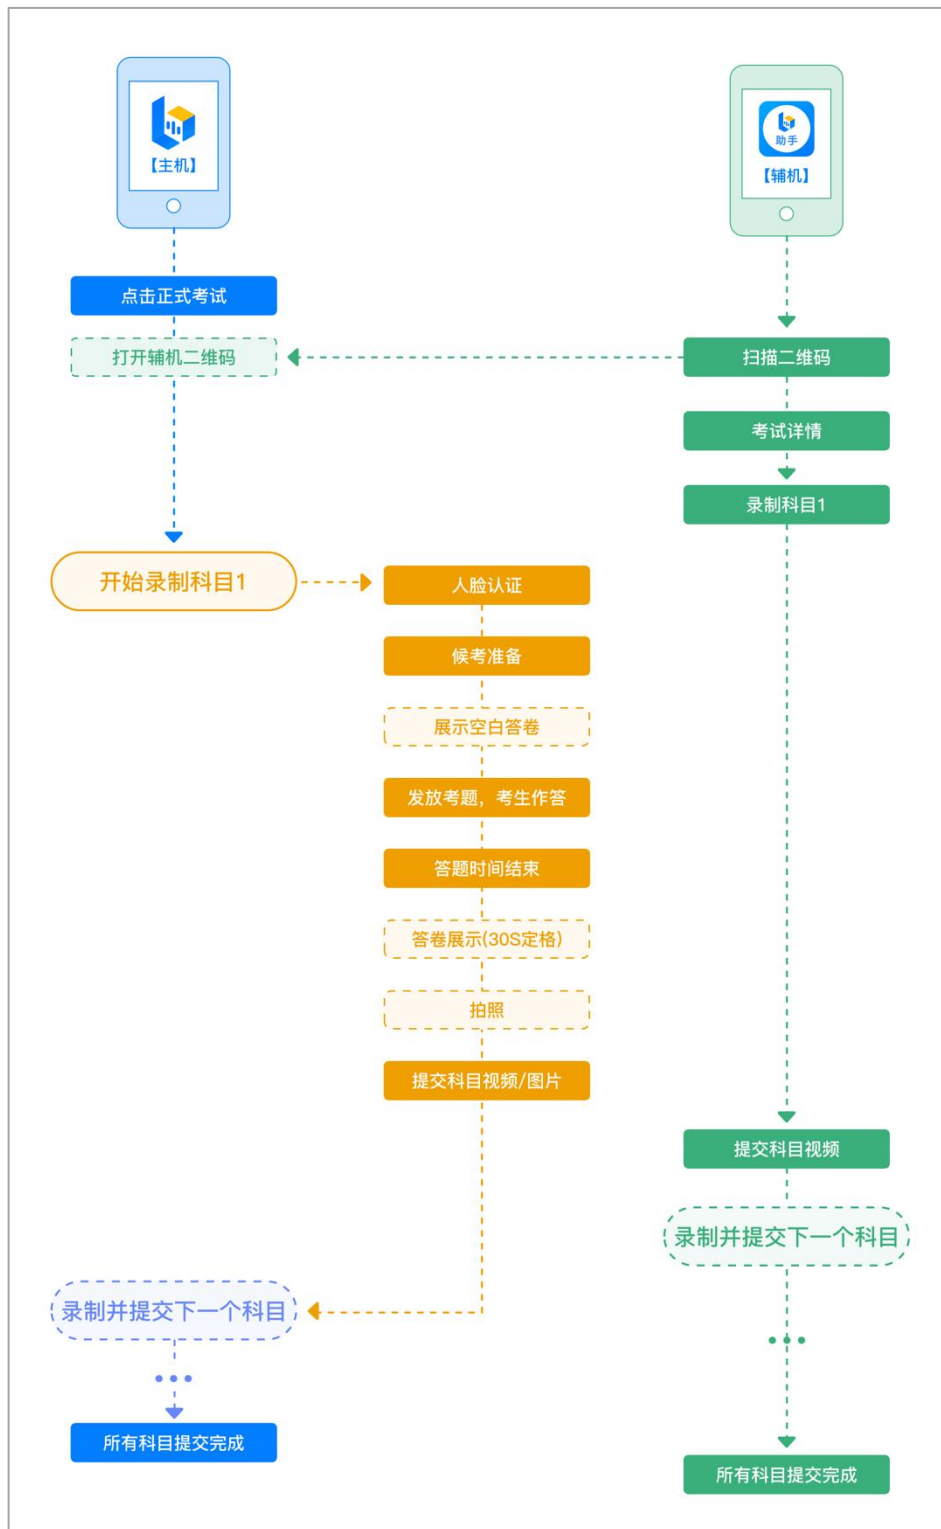 【主机】
助手
【辅机】
点击正式考试
打开辅机二维码
扫描二维码
考试详情
录制科目1
开始录制科目1
人脸认证
候考准备
展示空白答卷
发放考题，考生作答
答题时间结束
答卷展示(30S定格)
拍照
提交科目视频/图片
提交科目视频
录制并提交下一个科目
录制并提交下一个科目
所有科目提交完成
所有科目提交完成